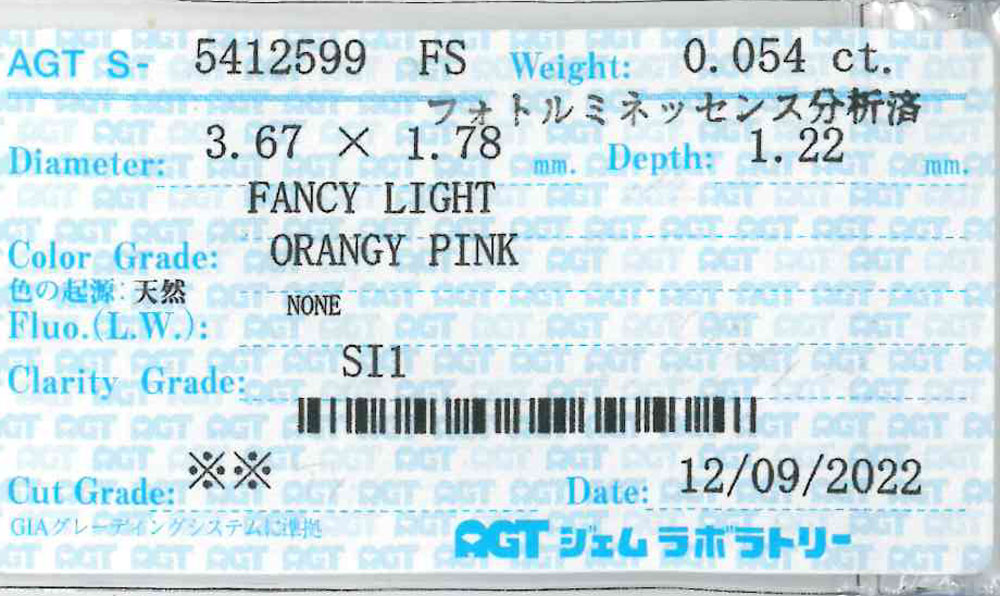 AGT S- 5412599 FS Weight: 0.054 ct.
フォトルミネッセンス分析済
Diameter: 3.67 × 1.78 mm. Depth: 1.22 mm.
FANCY LIGHT
Color Grade: ORANGY PINK
色の起源:天然
Fluo.(L.W.): NONE
Clarity Grade: SI1
Cut Grade: ※※ Date: 12/09/2022
GIAグレーディングシステムに準拠
AGT ジェムラボラトリー